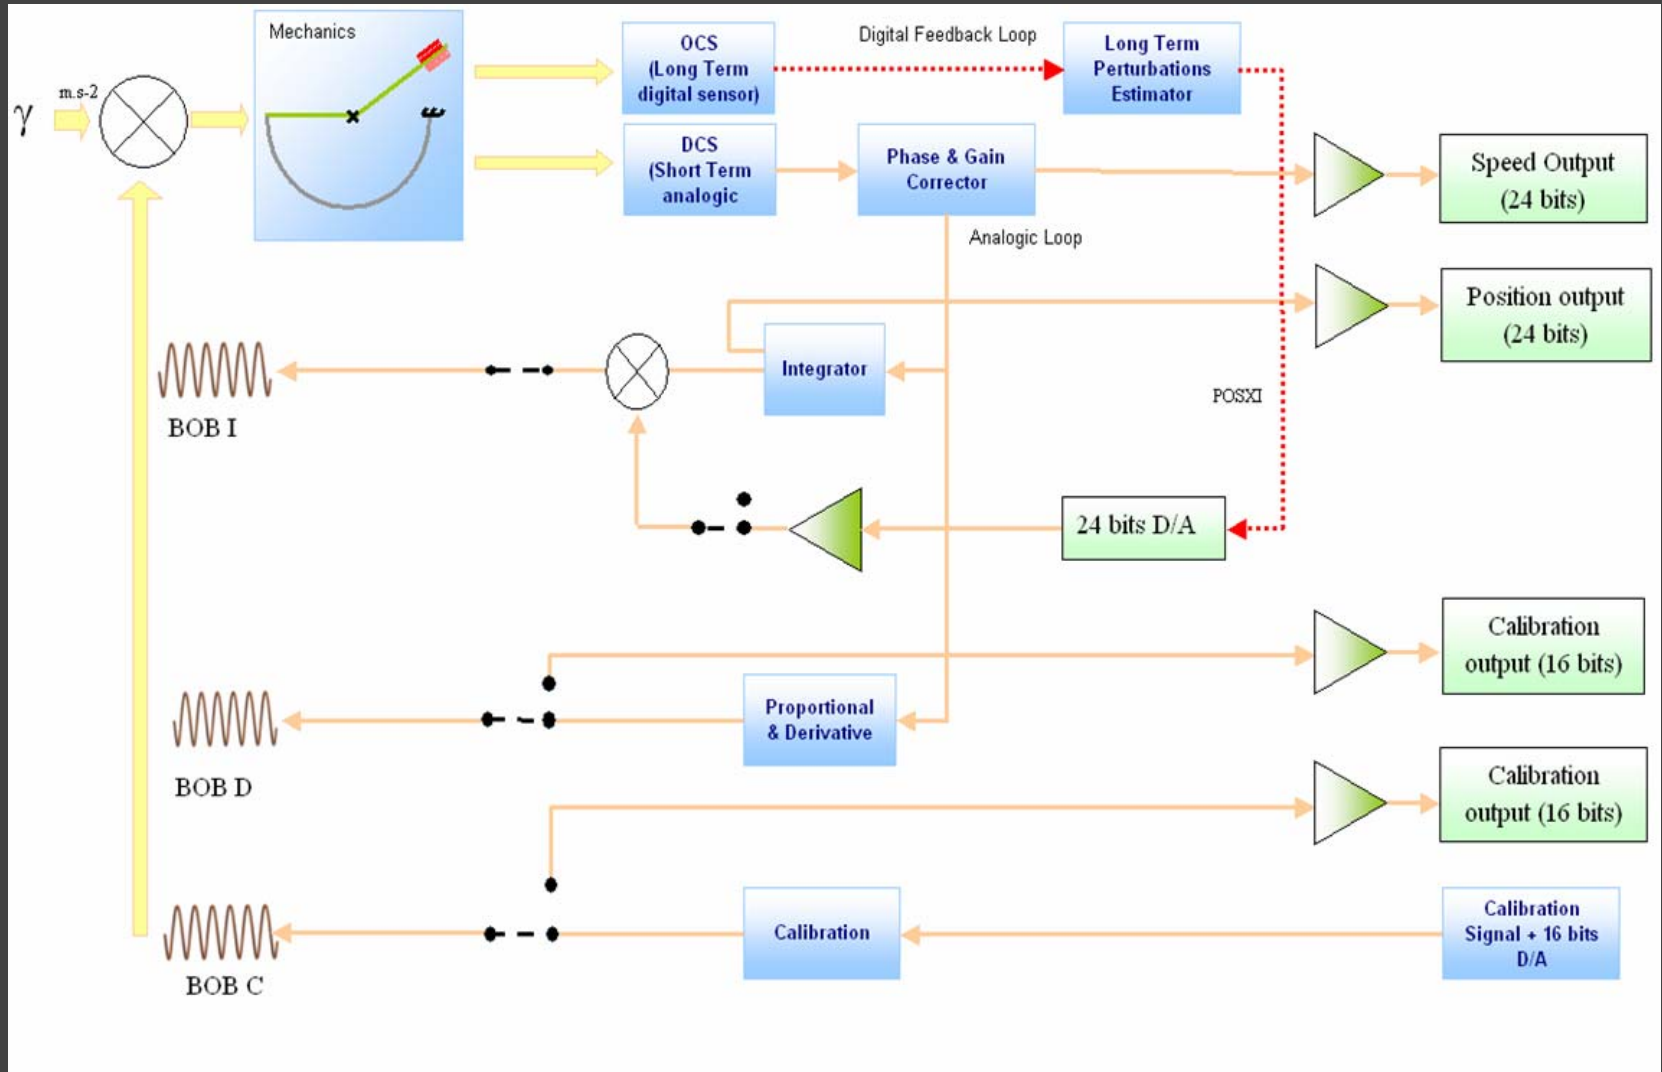 Mechanics
OCS
(Long Term
digital sensor)
Digital Feedback Loop
Long Term
Perturbations
Estimator
γ
m.s-2
DCS
(Short Term
analogic
Phase & Gain
Corrector
Speed Output
(24 bits)
Analogic Loop
Position output
(24 bits)
Integrator
POSXI
BOB I
24 bits D/A
Calibration
output (16 bits)
Proportional
& Derivative
BOB D
Calibration
output (16 bits)
Calibration
Calibration
Signal + 16 bits
D/A
BOB C